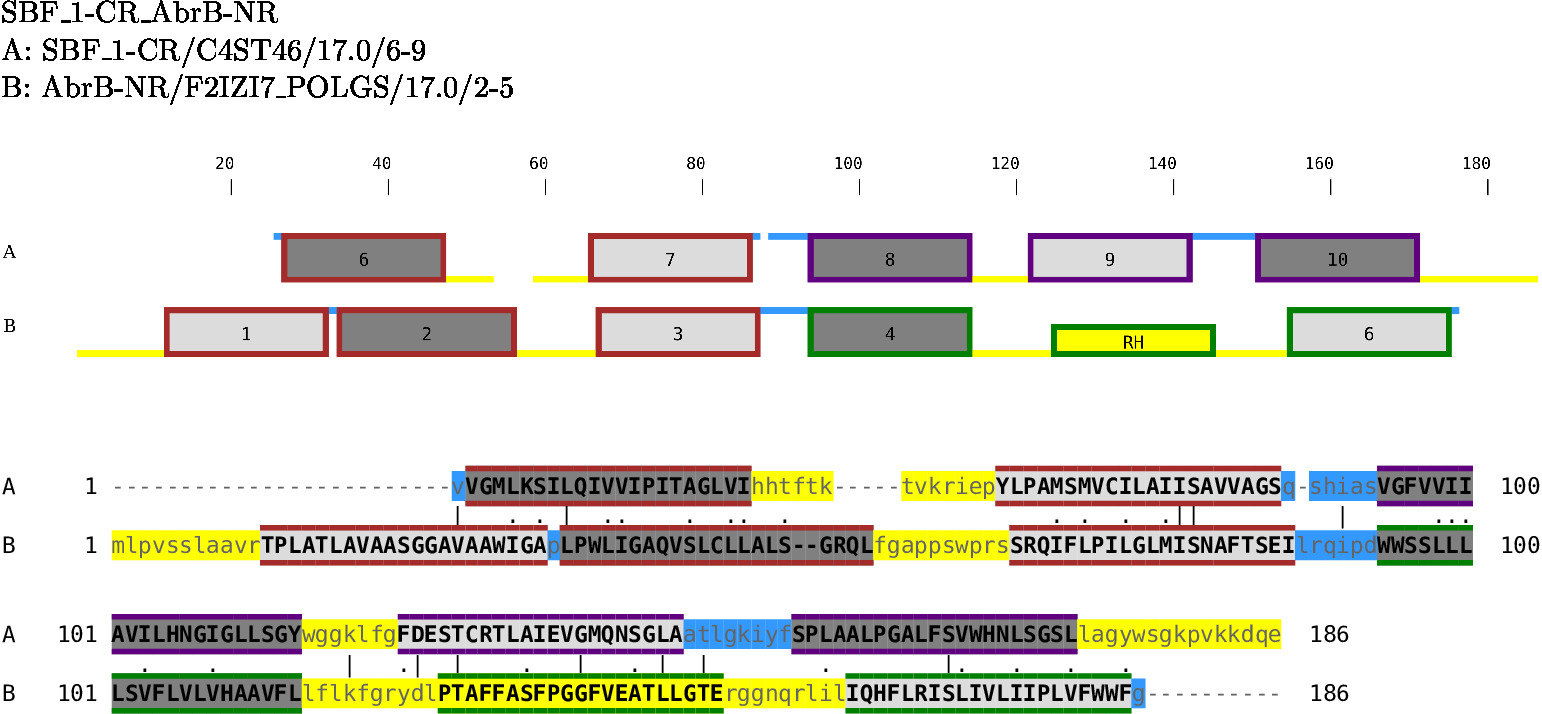 SBF_1-CR_AbrB-NR
A: SBF_1-CR/C4ST46/17.0/6-9
B: AbrB-NR/F2IZI7_POLGS/17.0/2-5
20 40 60 80 100 120 140 160 180
A 6 7 8 9 10
B 1 2 3 4 RH 6
A 1 -------------------------vVGMLKSILQIVVIPITAGLVIhhtftk-----tvkriepYLPAMSMVCILAIISAVVAGSq-shiasVGFVVII 100
B 1 mlpvsslaavrTPLATLAVAASGGAVAAWIGApLPWLIGAQVSLCLLALS--GRQLfgappswprsSRQIFLPILGLMISNAFTSEIlrqipdWWSSLLL 100
A 101 AVILHNGIGLLSGYwggklfgFDESTCRTLAIEVGMQNSGLAatlgkiyfSPLAALPGALFSVWHNLSGSLlagywsgkpvkkdqe 186
B 101 LSVFLVLVHAAVFLlflkfgrydlPTAFFASFPGGFVEATLLGTErggnqrlilIQHFLRISLIVLIIPLVFWWFg---------- 186